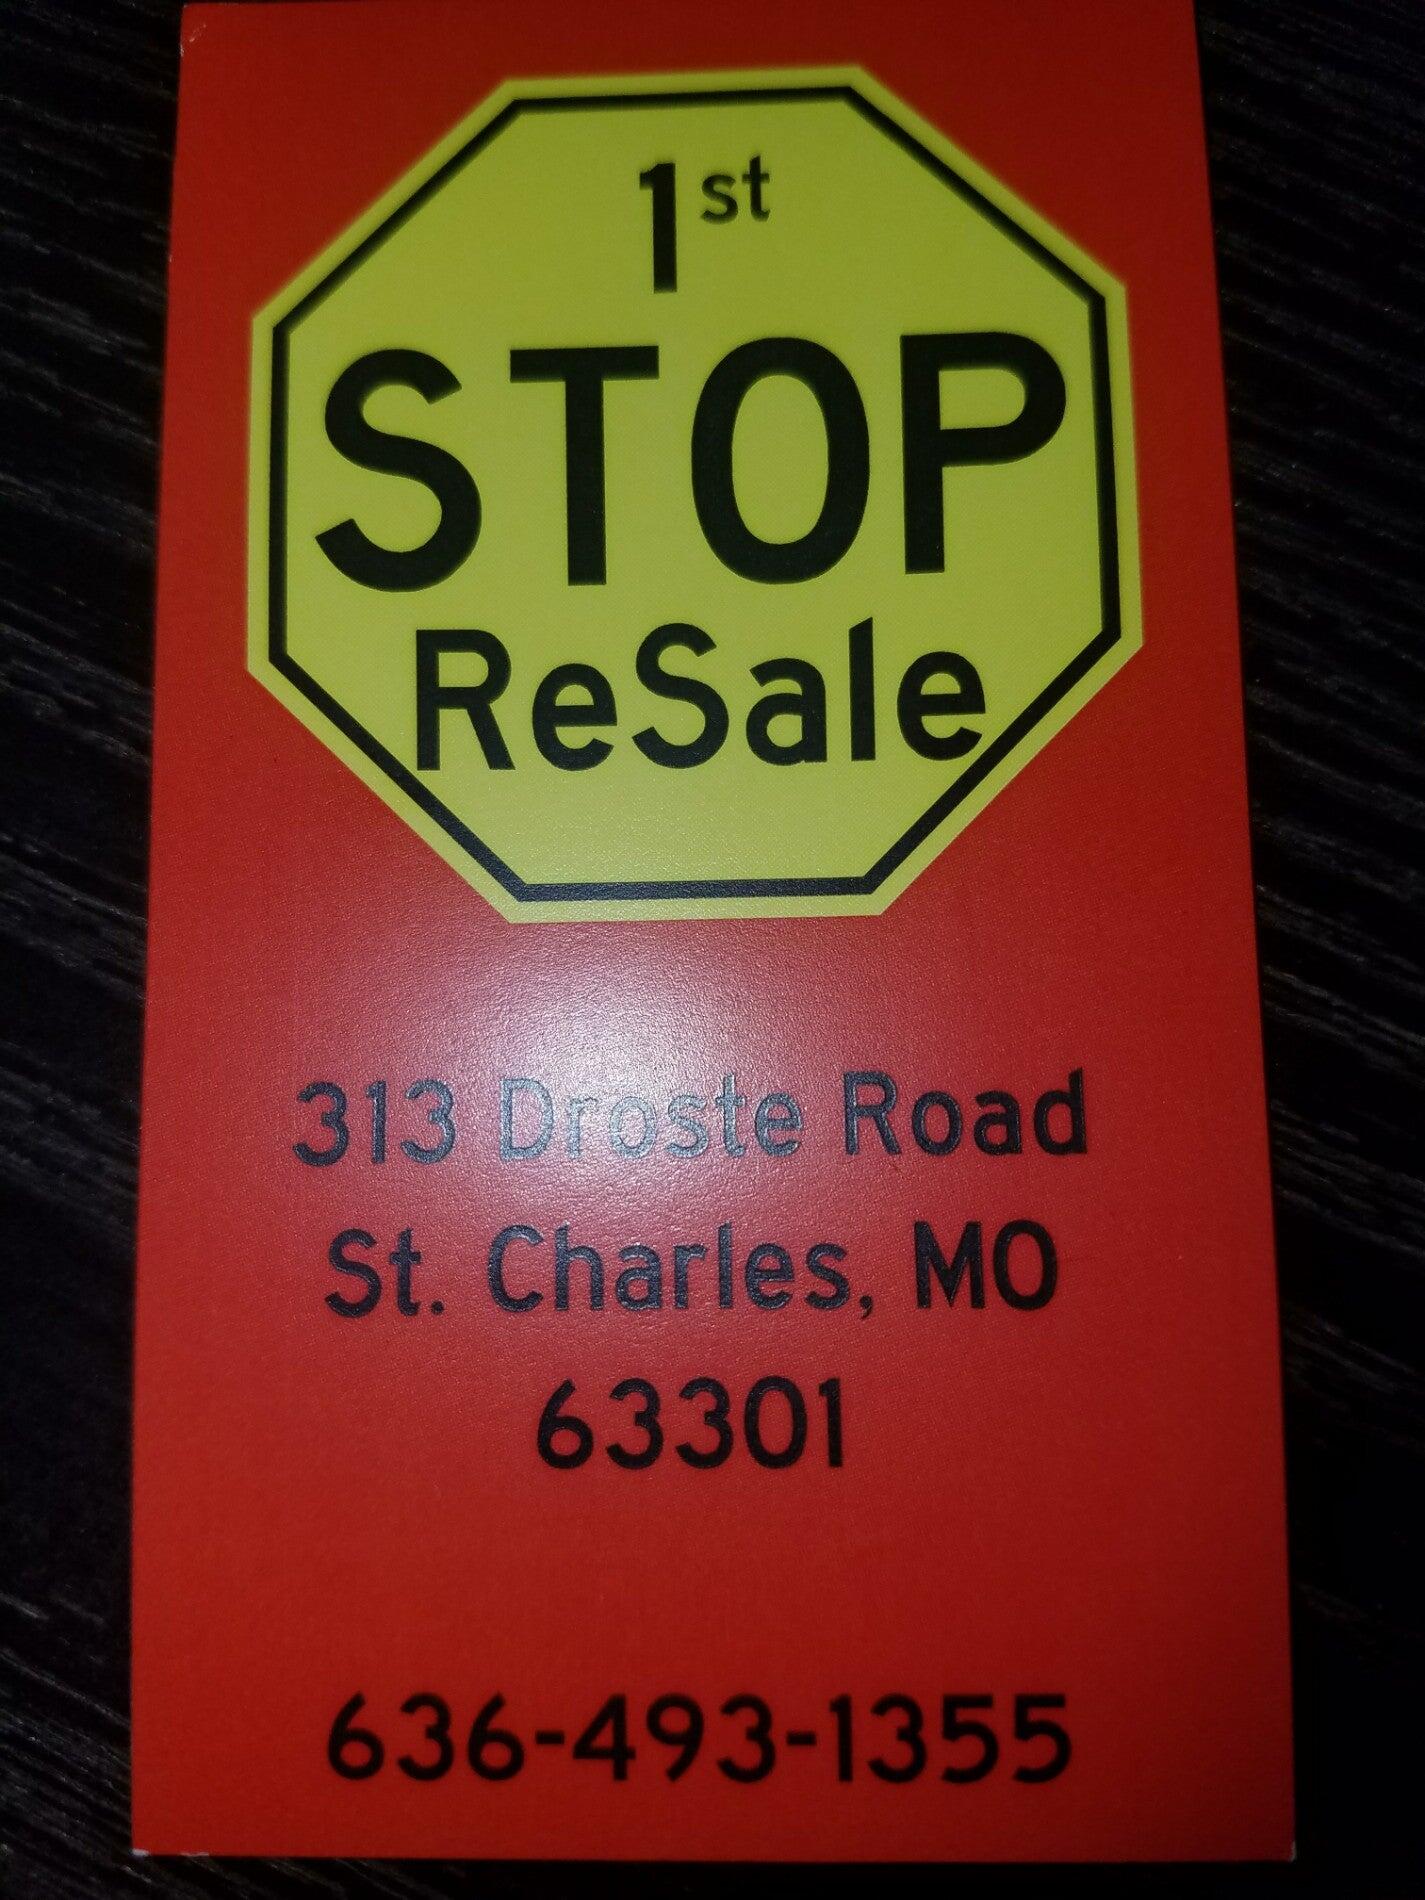 1st
STOP
ReSale
313 Droste Road
St. Charles, MO
63301
636-493-1355